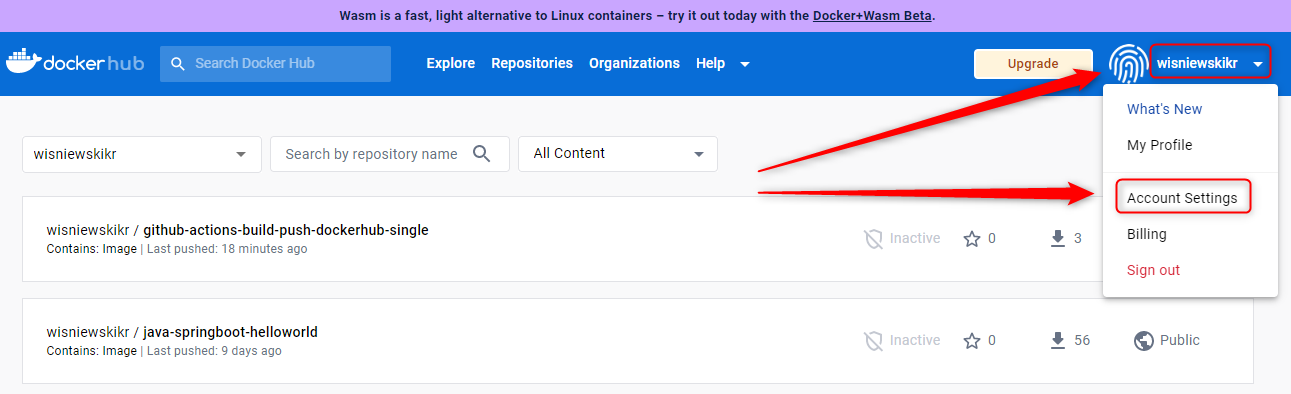 Wasm is a fast, light alternative to Linux containers – try it out today with the Docker+Wasm Beta.
dockerhub Search Docker Hub Explore Repositories Organizations Help Upgrade wisniewskikr
What's New
My Profile
Account Settings
Billing
Sign out
wisniewskikr Search by repository name All Content
wisniewskikr / github-actions-build-push-dockerhub-single
Contains: Image | Last pushed: 18 minutes ago
Inactive 0 3
wisniewskikr / java-springboot-helloworld
Contains: Image | Last pushed: 9 days ago
Inactive 0 56 Public